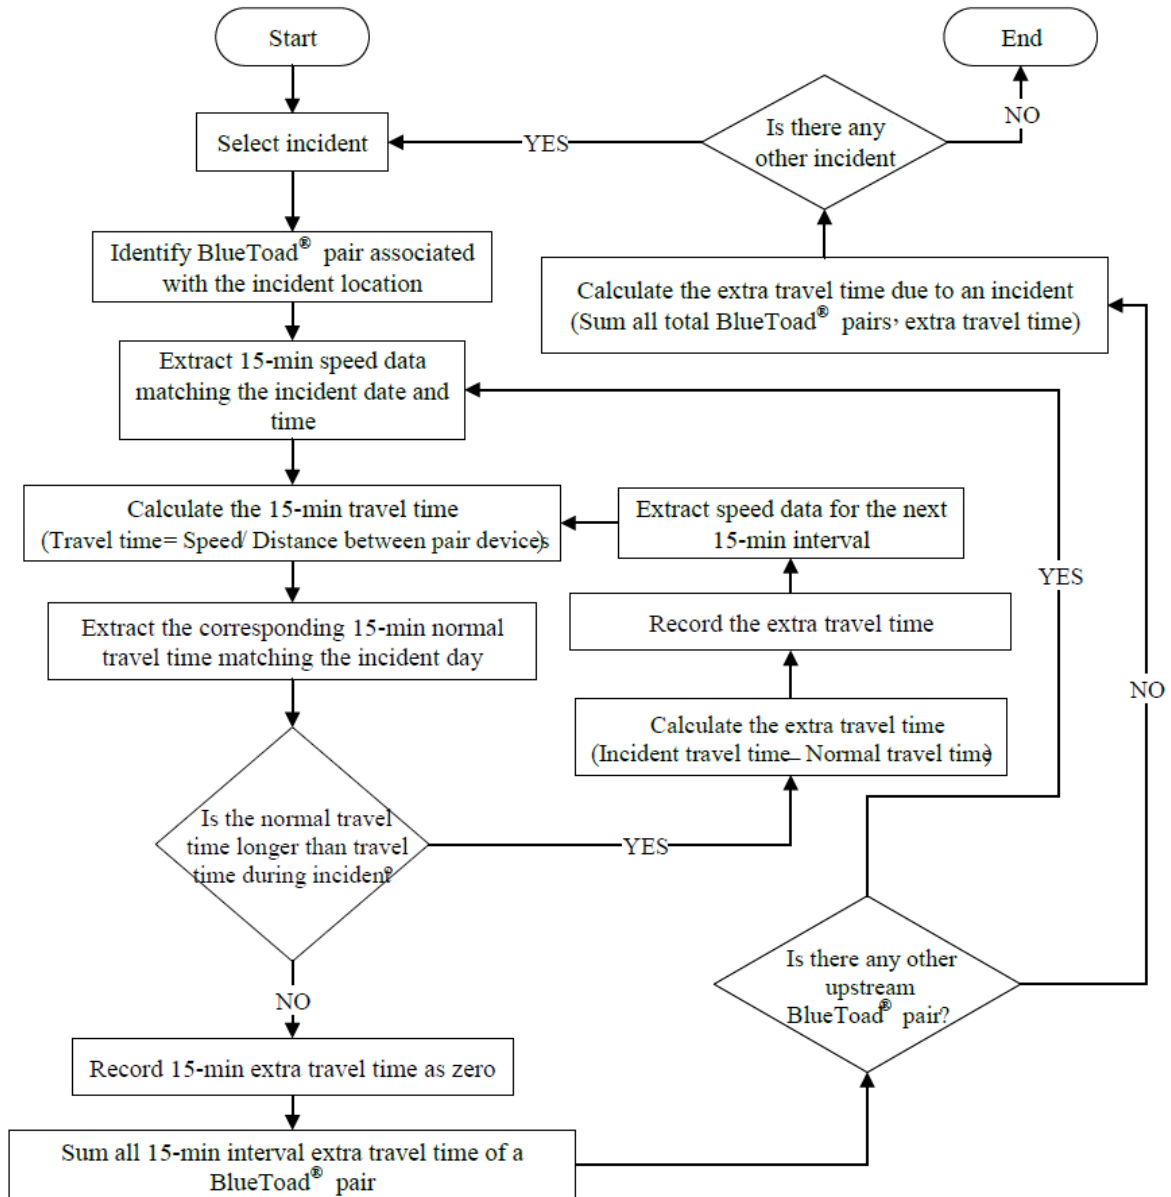 Start
End
Select incident
YES
Is there any
other incident
NO
Identify BlueToad® pair associated
with the incident location
Calculate the extra travel time due to an incident
(Sum all total BlueToad® pairs, extra travel time)
Extract 15-min speed data
matching the incident date and
time
Calculate the 15-min travel time
(Travel time= Speed/ Distance between pair devices)
Extract speed data for the next
15-min interval
YES
Extract the corresponding 15-min normal
travel time matching the incident day
Record the extra travel time
NO
Calculate the extra travel time
(Incident travel time– Normal travel time)
Is the normal travel
time longer than travel
time during incident?
YES
Is there any other
upstream
BlueToad® pair?
NO
Record 15-min extra travel time as zero
Sum all 15-min interval extra travel time of a
BlueToad® pair